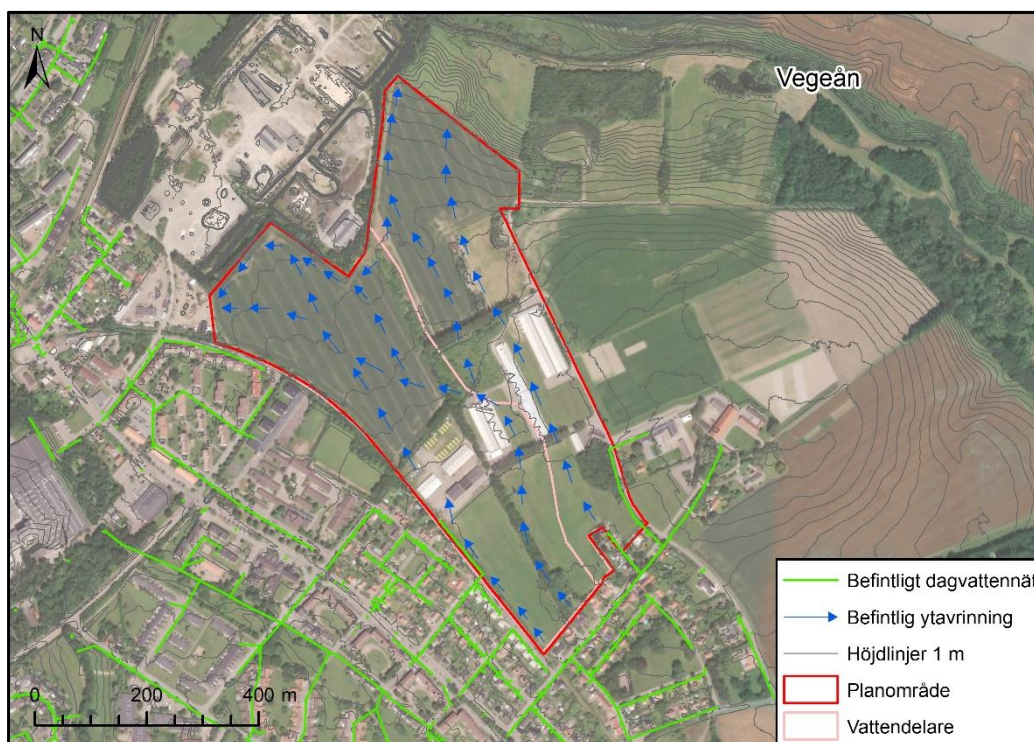 N
Vegeån
Befintligt dagvattennät
Befintlig ytavrinning
Höjdlinjer 1 m
Planområde
Vattendelare
0 200 400 m